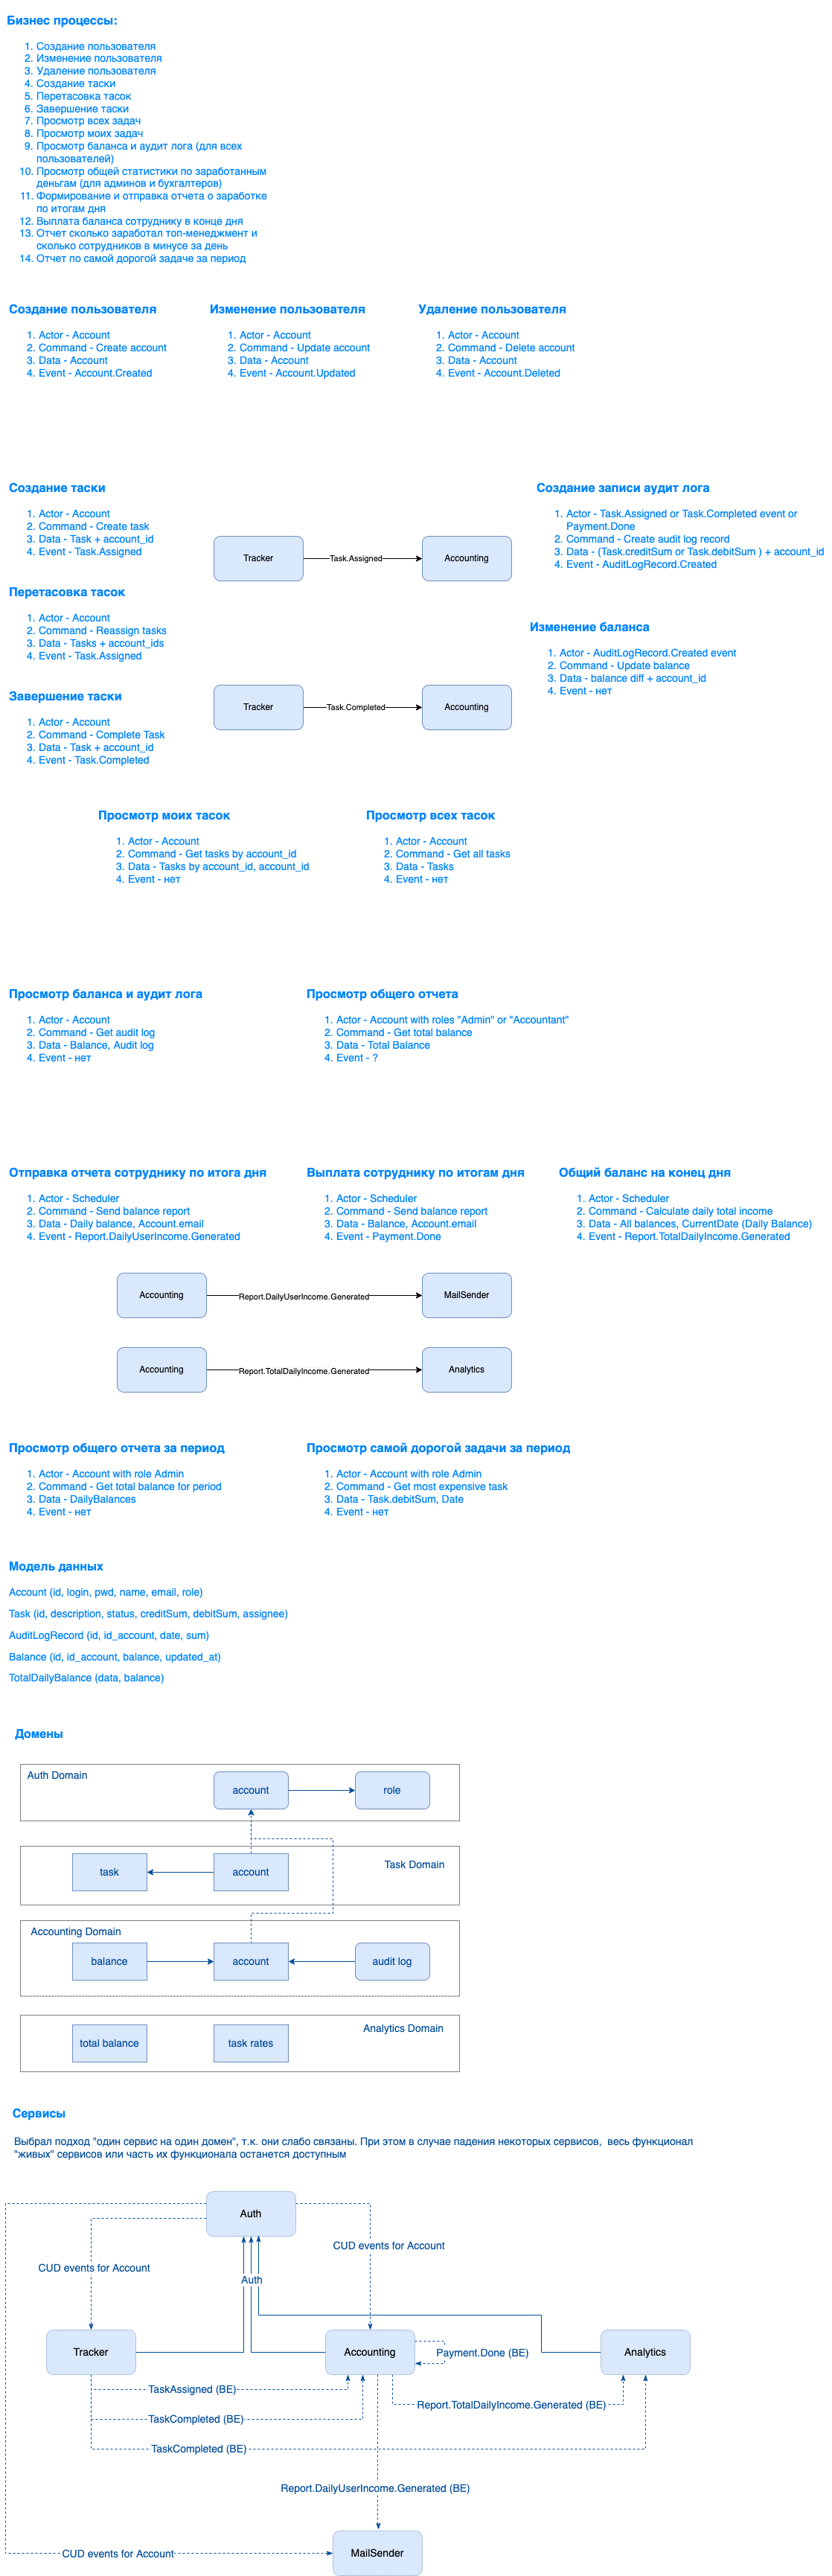 Бизнес процессы:
1. Создание пользователя
2. Изменение пользователя
3. Удаление пользователя
4. Создание таски
5. Перетасовка тасок
6. Завершение таски
7. Просмотр всех задач
8. Просмотр моих задач
9. Просмотр баланса и аудит лога (для всех
пользователей)
10. Просмотр общей статистики по заработанным
деньгам (для админов и бухгалтеров)
11. Формирование и отправка отчета о заработке
по итогам дня
12. Выплата баланса сотруднику в конце дня
13. Отчет сколько заработал топ-менеджмент и
сколько сотрудников в минусе за день
14. Отчет по самой дорогой задаче за период
Создание пользователя
1. Actor - Account
2. Command - Create account
3. Data - Account
4. Event - Account.Created
Изменение пользователя
1. Actor - Account
2. Command - Update account
3. Data - Account
4. Event - Account.Updated
Удаление пользователя
1. Actor - Account
2. Command - Delete account
3. Data - Account
4. Event - Account.Deleted
Создание таски
1. Actor - Account
2. Command - Create task
3. Data - Task + account_id
4. Event - Task.Assigned
Tracker
Task.Assigned
Accounting
Создание записи аудит лога
1. Actor - Task.Assigned or Task.Completed event or
Payment.Done
2. Command - Create audit log record
3. Data - (Task.creditSum or Task.debitSum ) + account_id
4. Event - AuditLogRecord.Created
Перетасовка тасок
1. Actor - Account
2. Command - Reassign tasks
3. Data - Tasks + account_ids
4. Event - Task.Assigned
Изменение баланса
1. Actor - AuditLogRecord.Created event
2. Command - Update balance
3. Data - balance diff + account_id
4. Event - нет
Завершение таски
1. Actor - Account
2. Command - Complete Task
3. Data - Task + account_id
4. Event - Task.Completed
Tracker
Task.Completed
Accounting
Просмотр моих тасок
1. Actor - Account
2. Command - Get tasks by account_id
3. Data - Tasks by account_id, account_id
4. Event - нет
Просмотр всех тасок
1. Actor - Account
2. Command - Get all tasks
3. Data - Tasks
4. Event - нет
Просмотр баланса и аудит лога
1. Actor - Account
2. Command - Get audit log
3. Data - Balance, Audit log
4. Event - нет
Просмотр общего отчета
1. Actor - Account with roles "Admin" or "Accountant"
2. Command - Get total balance
3. Data - Total Balance
4. Event - ?
Отправка отчета сотруднику по итога дня
1. Actor - Scheduler
2. Command - Send balance report
3. Data - Daily balance, Account.email
4. Event - Report.DailyUserIncome.Generated
Выплата сотруднику по итогам дня
1. Actor - Scheduler
2. Command - Send balance report
3. Data - Balance, Account.email
4. Event - Payment.Done
Общий баланс на конец дня
1. Actor - Scheduler
2. Command - Calculate daily total income
3. Data - All balances, CurrentDate (Daily Balance)
4. Event - Report.TotalDailyIncome.Generated
Accounting
Report.DailyUserIncome.Generated
MailSender
Accounting
Report.TotalDailyIncome.Generated
Analytics
Просмотр общего отчета за период
1. Actor - Account with role Admin
2. Command - Get total balance for period
3. Data - DailyBalances
4. Event - нет
Просмотр самой дорогой задачи за период
1. Actor - Account with role Admin
2. Command - Get most expensive task
3. Data - Task.debitSum, Date
4. Event - нет
Модель данных
Account (id, login, pwd, name, email, role)
Task (id, description, status, creditSum, debitSum, assignee)
AuditLogRecord (id, id_account, date, sum)
Balance (id, id_account, balance, updated_at)
TotalDailyBalance (data, balance)
Домены
Auth Domain
account
role
Task Domain
task
account
Accounting Domain
balance
account
audit log
Analytics Domain
total balance
task rates
Сервисы
Выбрал подход "один сервис на один домен", т.к. они слабо связаны. При этом в случае падения некоторых сервисов, весь функционал
"живых" сервисов или часть их функционала останется доступным
Auth
CUD events for Account
CUD events for Account
Auth
Tracker
Accounting
Payment.Done (BE)
Analytics
TaskAssigned (BE)
Report.TotalDailyIncome.Generated (BE)
TaskCompleted (BE)
TaskCompleted (BE)
Report.DailyUserIncome.Generated (BE)
CUD events for Account
MailSender